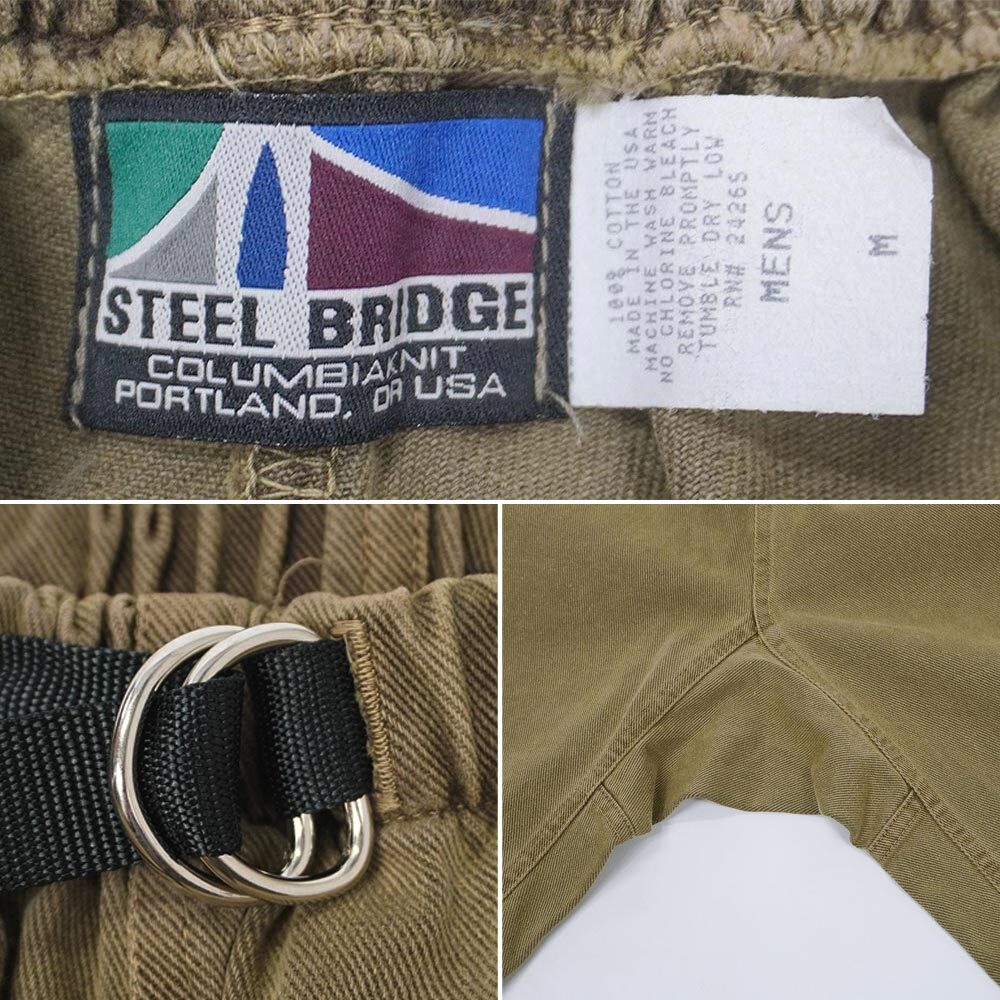 STEEL BRIDGE
COLUMBIAKNIT
PORTLAND, OR USA
100% COTTON
MADE IN THE USA
MACHINE WASH WARM
NO CHLORINE BLEACH
REMOVE PROMPTLY
TUMBLE DRY LOW
RN# 24265
MENS
M